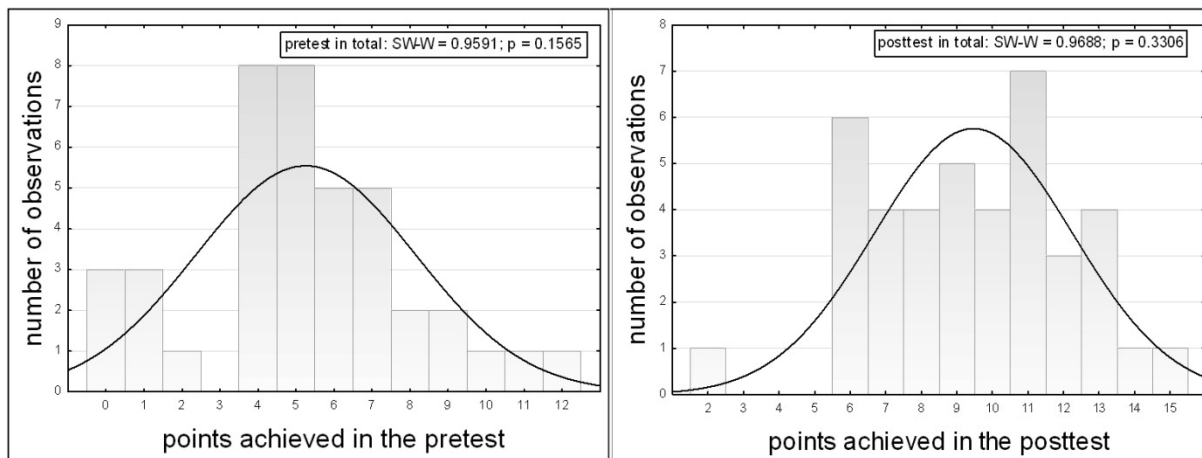 pretest in total: SW-W = 0.9591; p = 0.1565
number of observations
9
8
7
6
5
4
3
2
1
0
0 1 2 3 4 5 6 7 8 9 10 11 12
points achieved in the pretest
posttest in total: SW-W = 0.9688; p = 0.3306
number of observations
8
7
6
5
4
3
2
1
0
2 3 4 5 6 7 8 9 10 11 12 13 14 15
points achieved in the posttest